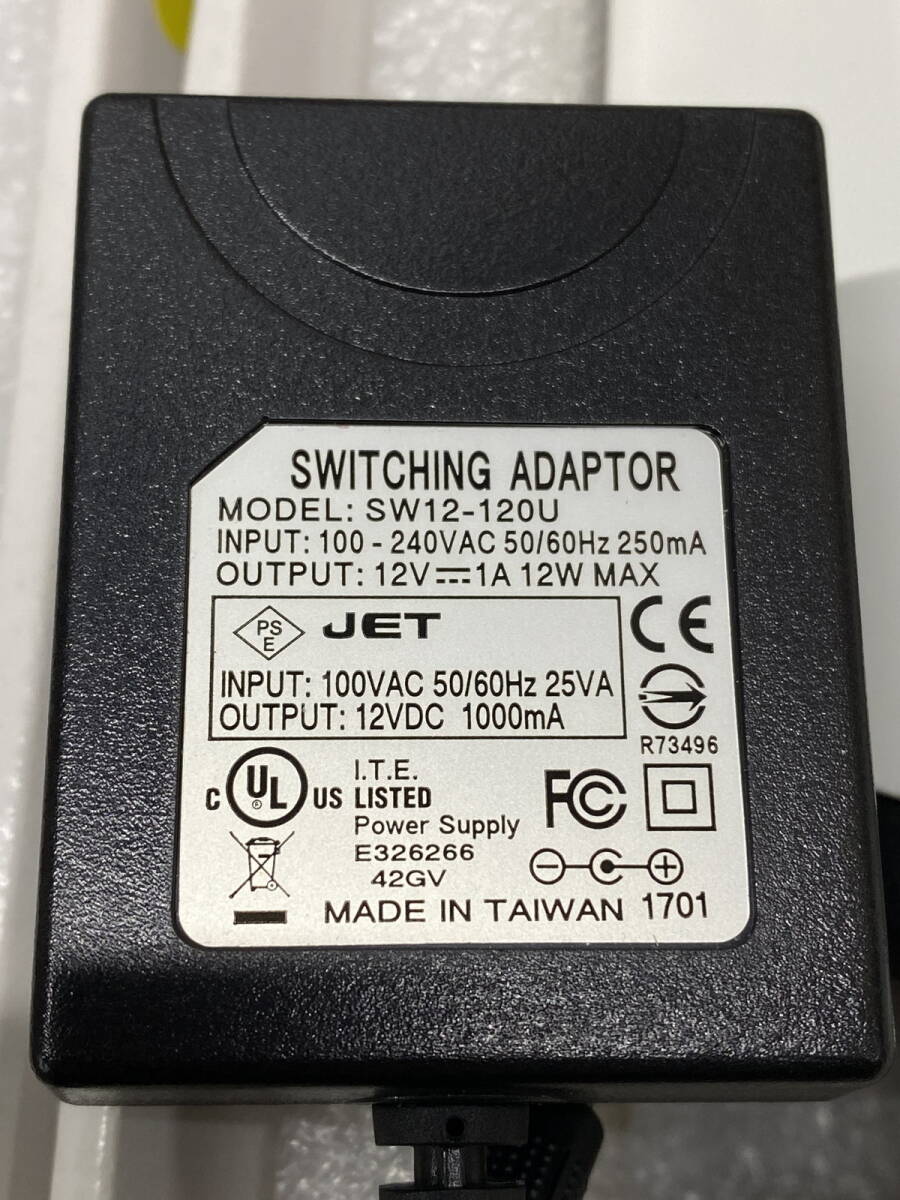 SWITCHING ADAPTOR
MODEL: SW12-120U
INPUT: 100 - 240VAC 50/60Hz 250mA
OUTPUT: 12V⎓1A 12W MAX
PS
E
JET
CE
INPUT: 100VAC 50/60Hz 25VA
OUTPUT: 12VDC 1000mA
R73496
C UL US
®
I.T.E.
LISTED
Power Supply
E326266
42GV
FC
MADE IN TAIWAN 1701